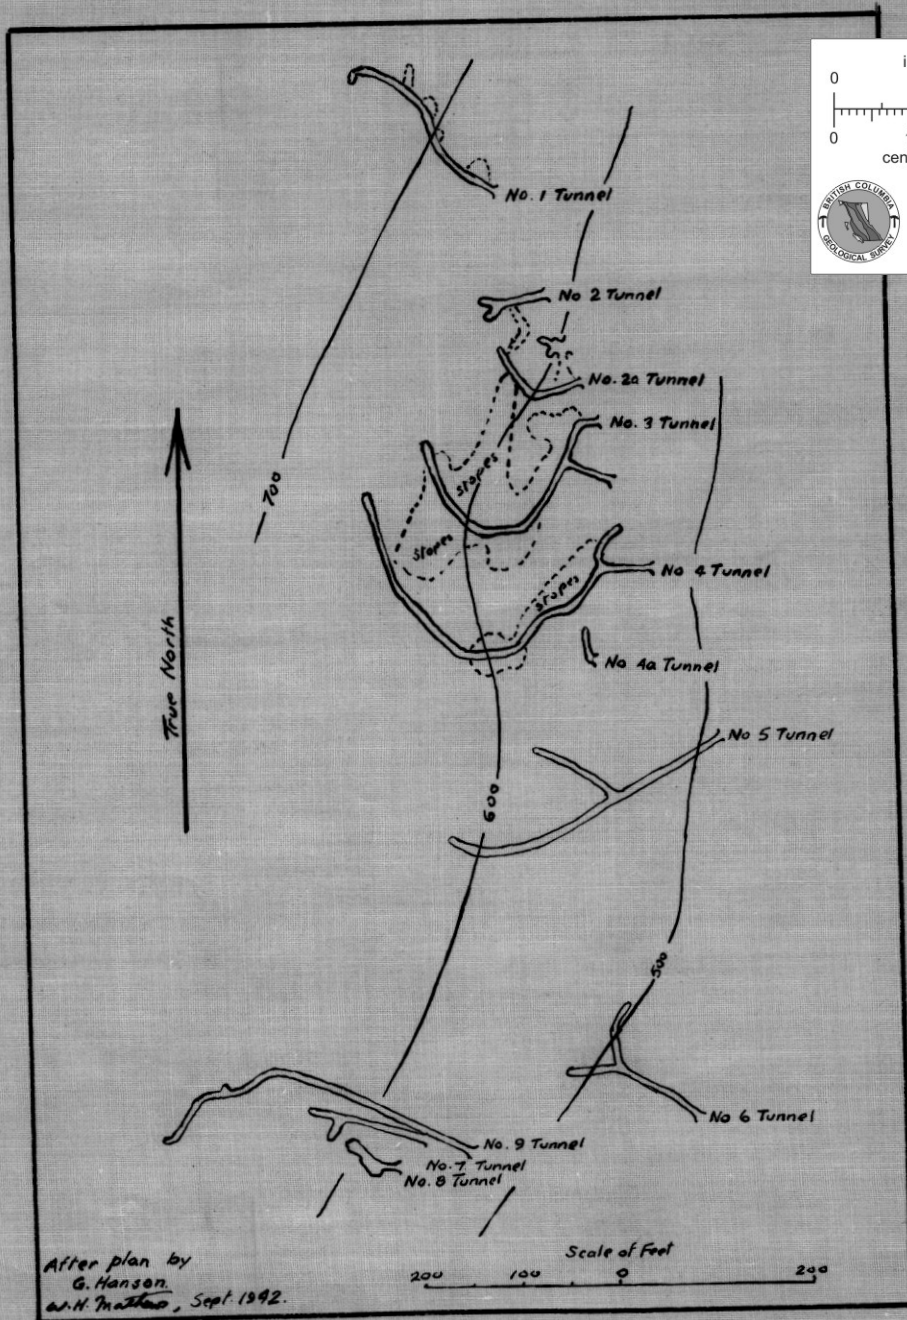 0
0
BRITISH COLUMBIA
GEOLOGICAL SURVEY
No. 1 Tunnel
No 2 Tunnel
No. 2a Tunnel
No. 3 Tunnel
700
Stopes
Stopes
Stopes
No 4 Tunnel
No 4a Tunnel
True North
No 5 Tunnel
600
500
No 6 Tunnel
No. 9 Tunnel
No. 7 Tunnel
No. 8 Tunnel
After plan by
G. Hanson.
W.H. Mathews, Sept. 1942.
Scale of Feet
200 100 0 200